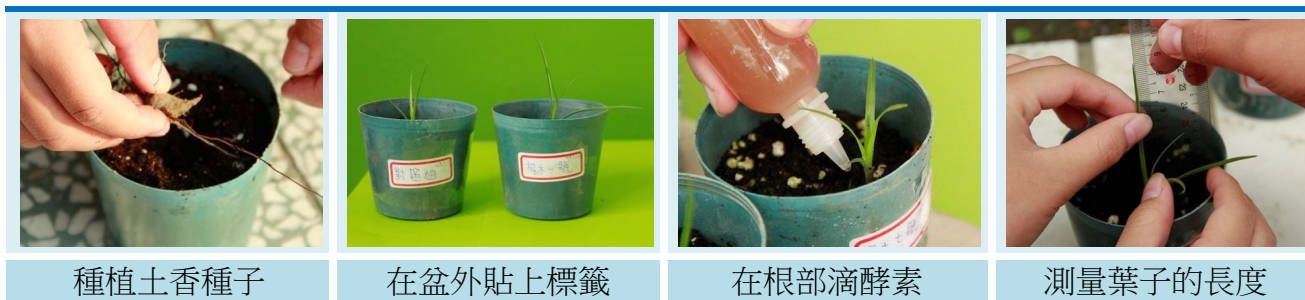 種植土香種子
在盆外貼上標籤
在根部滴酵素
測量葉子的長度